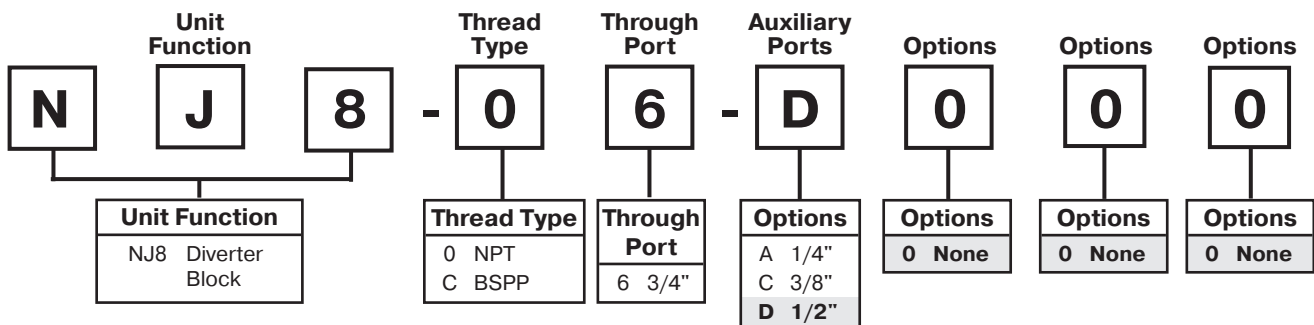 Unit Function
Thread Type
Through Port
Auxiliary Ports
Options
Options
Options
N J 8 - 0 6 - D 0 0 0
Unit Function
NJ8 Diverter Block
Thread Type
0 NPT
C BSPP
Through Port
6 3/4"
Options
A 1/4"
C 3/8"
D 1/2"
Options
0 None
Options
0 None
Options
0 None